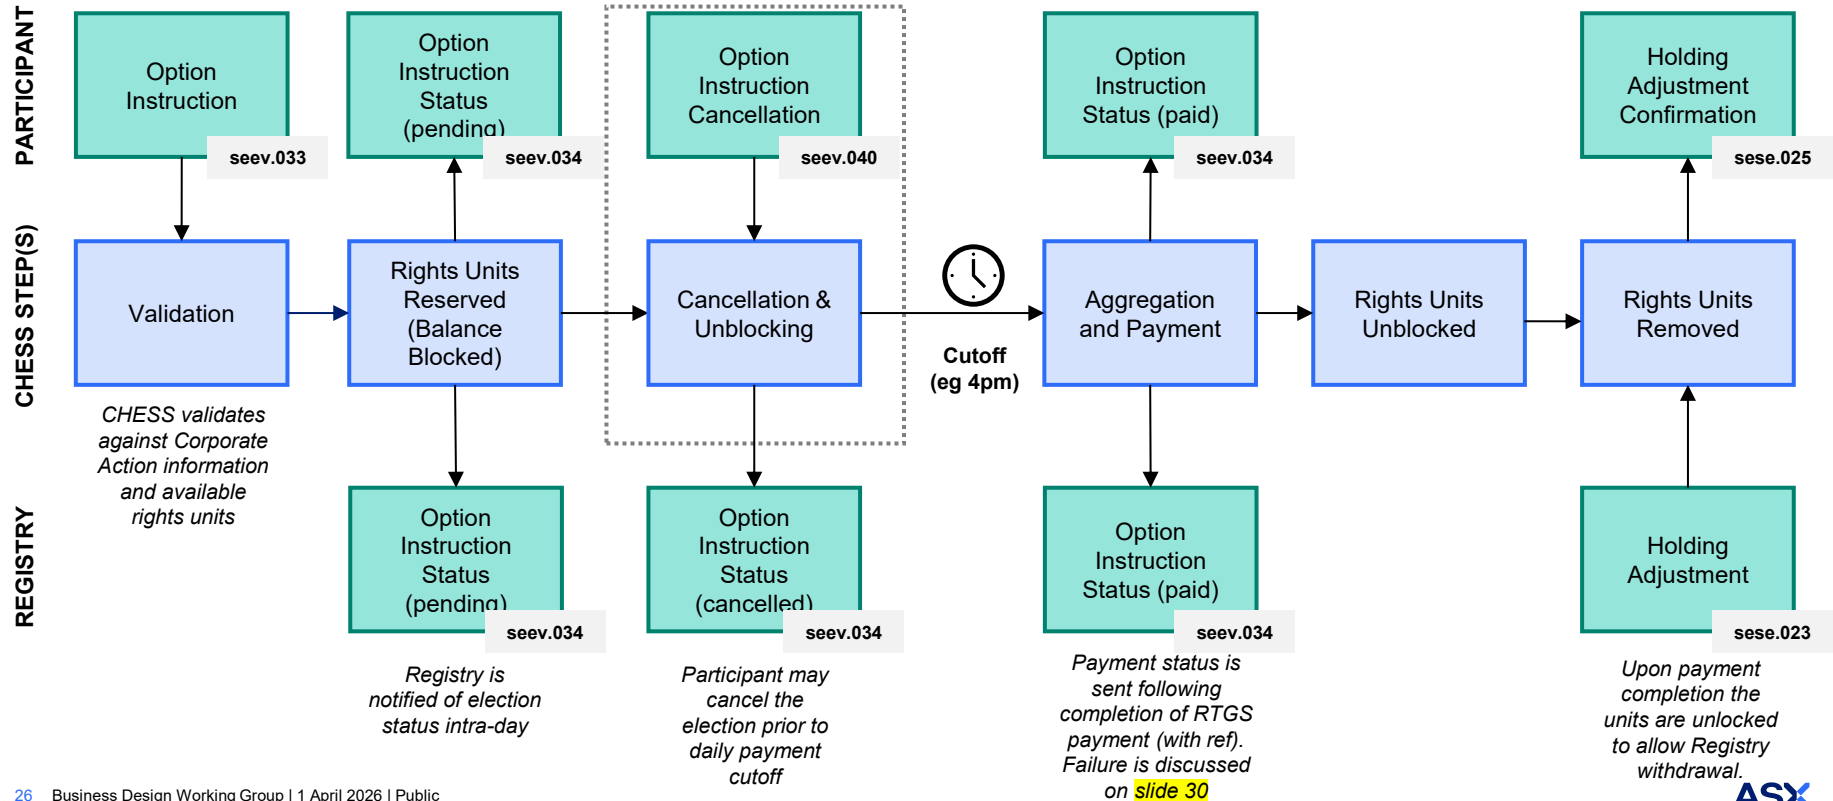 PARTICIPANT
Option
Instruction
seev.033
Option
Instruction
Status
(pending)
seev.034
Option
Instruction
Cancellation
seev.040
Option
Instruction
Status (paid)
seev.034
Holding
Adjustment
Confirmation
sese.025
CHESS STEP(S)
Validation
Rights Units
Reserved
(Balance
Blocked)
Cancellation &
Unblocking
Cutoff
(eg 4pm)
Aggregation
and Payment
Rights Units
Unblocked
Rights Units
Removed
CHESS validates
against Corporate
Action information
and available
rights units
REGISTRY
Option
Instruction
Status
(pending)
seev.034
Option
Instruction
Status
(cancelled)
seev.034
Option
Instruction
Status (paid)
seev.034
Holding
Adjustment
sese.023
Registry is
notified of election
status intra-day
Participant may
cancel the
election prior to
daily payment
cutoff
Payment status is
sent following
completion of RTGS
payment (with ref).
Failure is discussed
on slide 30
Upon payment
completion the
units are unlocked
to allow Registry
withdrawal.
26 Business Design Working Group | 1 April 2026 | Public
ASX